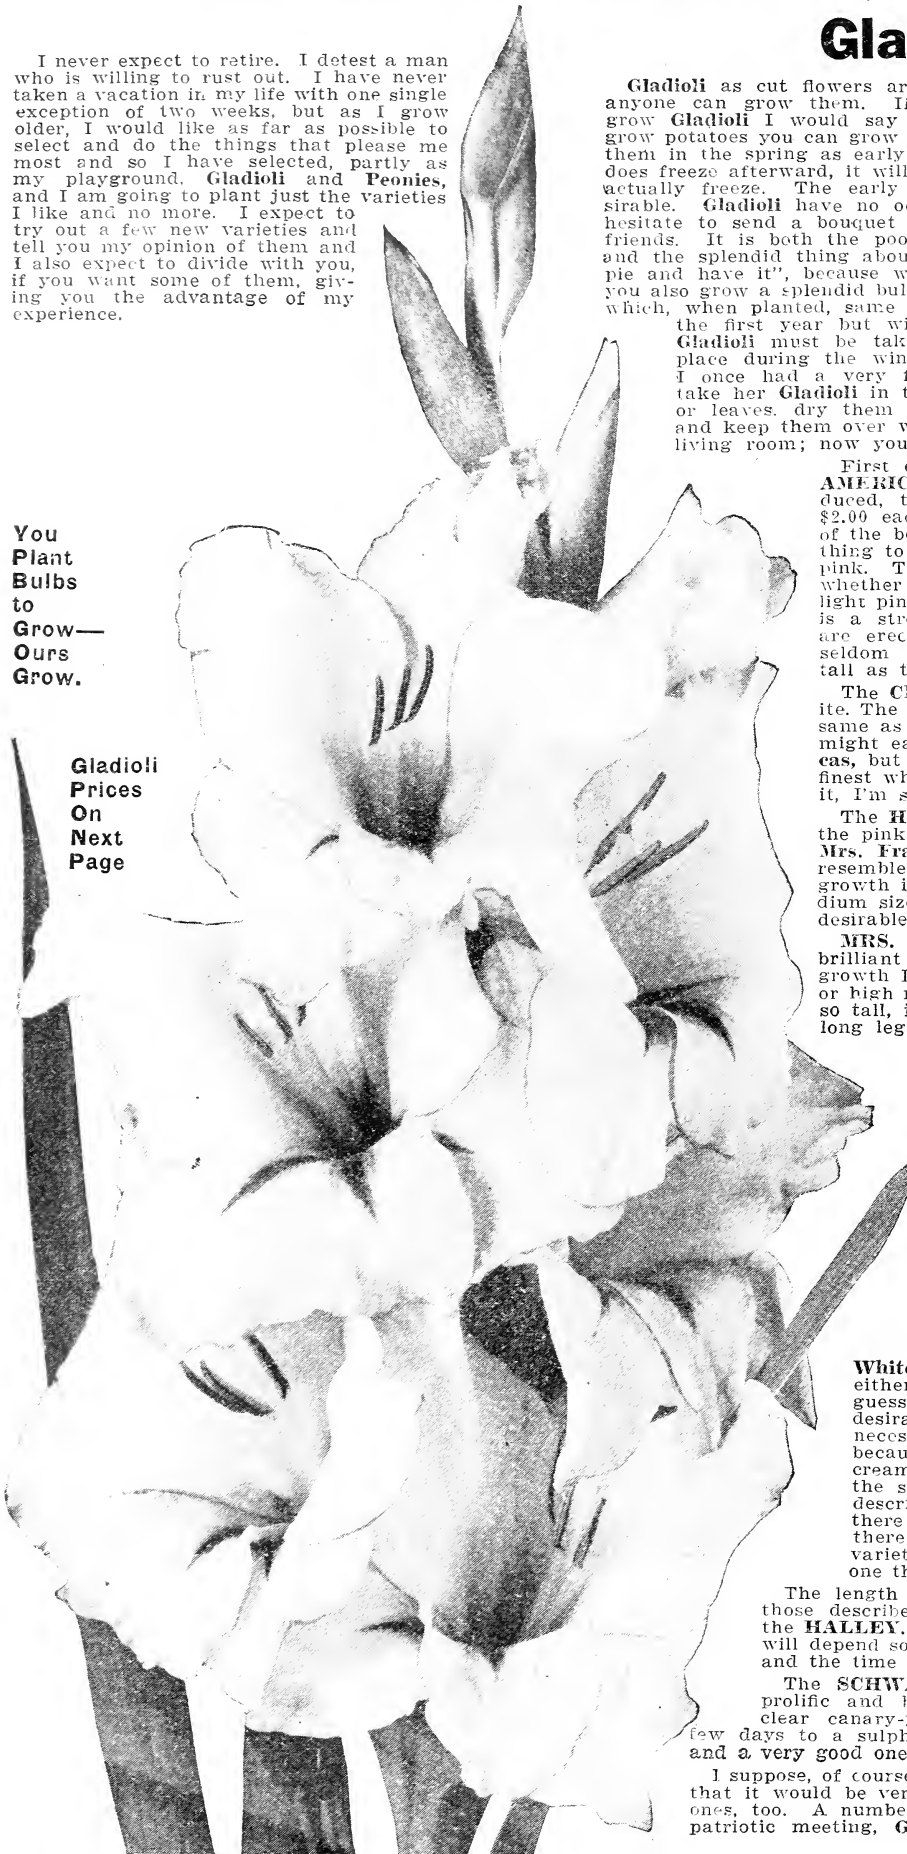 I never expect to retire. I detest a man
who is willing to rust out. I have never
taken a vacation in my life with one single
exception of two weeks, but as I grow
older, I would like as far as possible to
select and do the things that please me
most and so I have selected, partly as
my playground. Gladioli and Peonies,
and I am going to plant just the varieties
I like and no more. I expect to
try out a few new varieties and
tell you my opinion of them and
I also expect to divide with you,
if you want some of them, giv-
ing you the advantage of my
experience.
You
Plant
Bulbs
to
Grow—
Ours
Grow.
Gladioli
Prices
On
Next
Page
Gla
Gladioli as cut flowers ar
anyone can grow them. I
grow Gladioli I would say
grow potatoes you can grow
them in the spring as early
does freeze afterward, it will
actually freeze. The early
sirable. Gladioli have no o
hesitate to send a bouquet
friends. It is both the poo
and the splendid thing abou
pie and have it", because w
you also grow a splendid bul
which, when planted, same
the first year but wi
Gladioli must be tak
place during the win
I once had a very f
take her Gladioli in t
or leaves. dry them
and keep them over w
living room; now you
First
AMERIC
duced, t
$2.00 eac
of the be
thing to
pink. T
whether
light pin
is a stro
are erec
seldom
tall as t
The C
ite. The
same as
might ea
cas, but
finest wh
it, I'm s
The H
the pink
Mrs. Fra
resemble
growth i
dium size
desirable
MRS.
brilliant
growth I
or high
so tall, i
long leg
White
either
guess
desira
neces
becau
cream
the s
descr
there
there
variet
one th
The length
those describe
the HALLEY.
will depend so
and the time
The SCHWA
prolific and h
clear canary-
few days to a sulph
and a very good one
I suppose, of course
that it would be ver
ones, too. A numbe
patriotic meeting, G